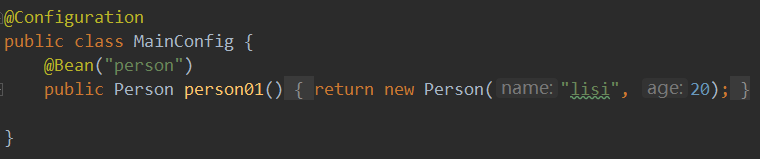 @Configuration
public class MainConfig {
@Bean("person")
public Person person01() { return new Person( name: "lisi", age: 20); }
}